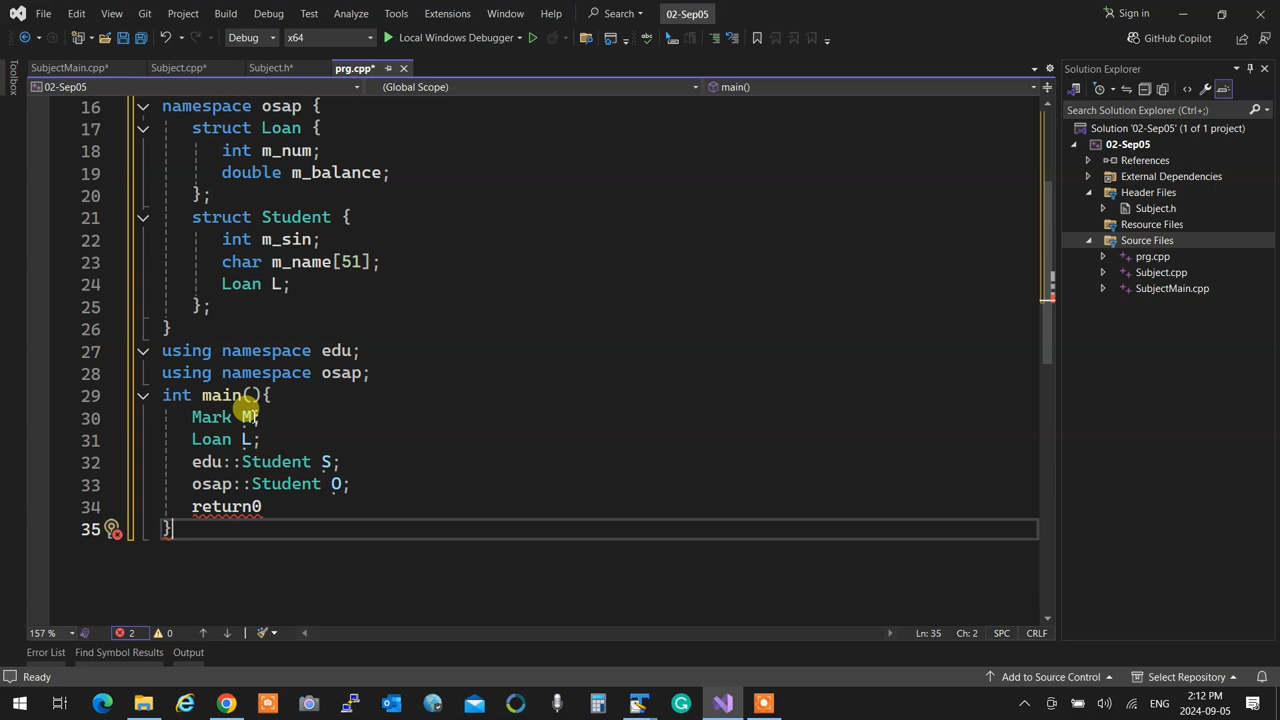 File Edit View Git Project Build Debug Test Analyze Tools Extensions Window Help Search 02-Sep05 Sign in
Debug x64 Local Windows Debugger GitHub Copilot
Toolbox
SubjectMain.cpp* Subject.cpp* Subject.h* prg.cpp*
02-Sep05 (Global Scope) main()
16 namespace osap {
17 struct Loan {
18 int m_num;
19 double m_balance;
20 };
21 struct Student {
22 int m_sin;
23 char m_name[51];
24 Loan L;
25 };
26 }
27 using namespace edu;
28 using namespace osap;
29 int main(){
30 Mark M;
31 Loan L;
32 edu::Student S;
33 osap::Student O;
34 return0
35 }
157 % 2 0 Ln: 35 Ch: 2 SPC CRLF
Error List Find Symbol Results Output
Solution Explorer
Search Solution Explorer (Ctrl+;)
Solution '02-Sep05' (1 of 1 project)
02-Sep05
References
External Dependencies
Header Files
Subject.h
Resource Files
Source Files
prg.cpp
Subject.cpp
SubjectMain.cpp
Ready Add to Source Control Select Repository
ENG 2:12 PM
2024-09-05